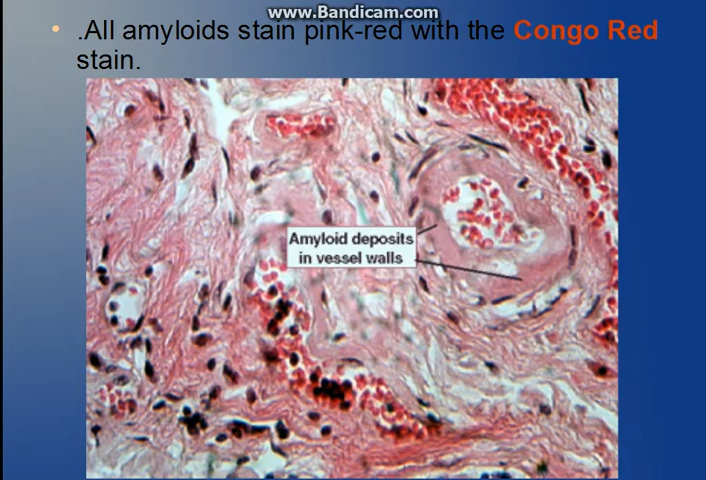 www.Bandicam.com
• .All amyloids stain pink-red with the Congo Red
stain.
Amyloid deposits
in vessel walls